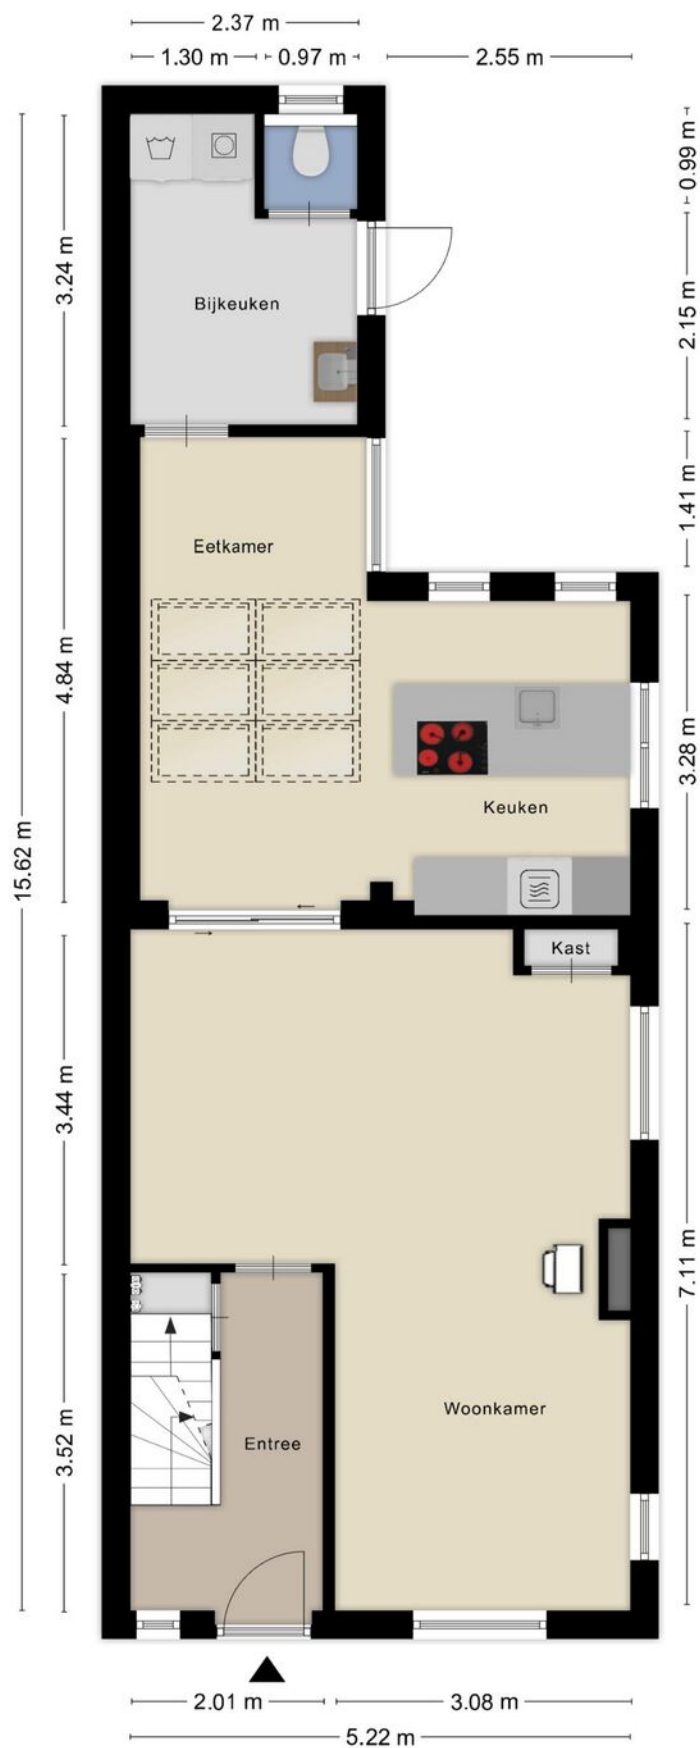 2.37 m
1.30 m
0.97 m
2.55 m
0.99 m
3.24 m
2.15 m
Bijkeuken
1.41 m
Eetkamer
4.84 m
3.28 m
Keuken
15.62 m
Kast
3.44 m
7.11 m
Woonkamer
3.52 m
Entree
2.01 m
3.08 m
5.22 m